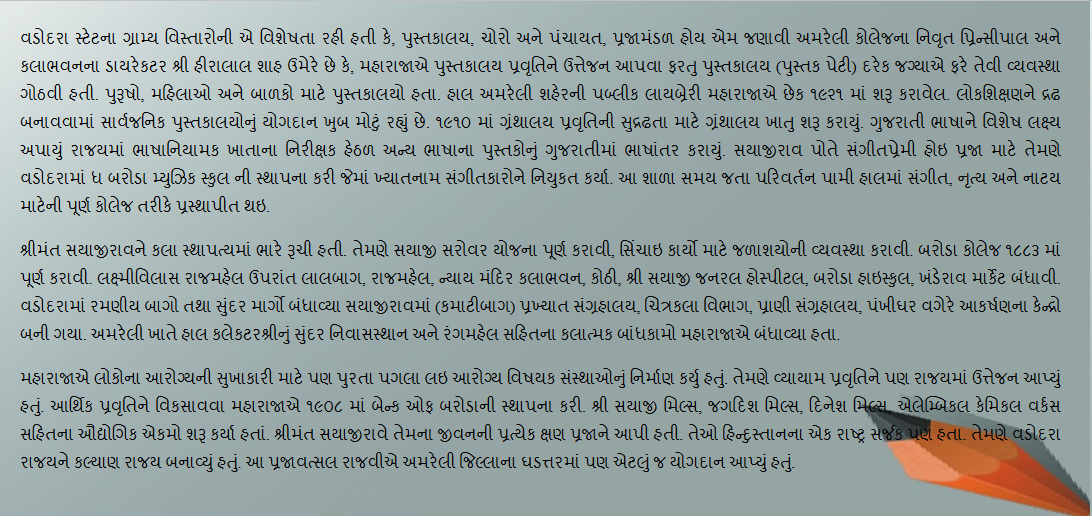 વડોદરા સ્ટેટના ગ્રામ્ય વિસ્તારોની એ વિશેષતા રહી હતી કે, પુસ્તકાલય, ચોરો અને પંચાયત, પ્રજામંડળ હોય એમ જણાવી અમરેલી કોલેજના નિવૃત પ્રિન્સીપાલ અને
કલાભવનના ડાયરેકટર શ્રી હીરાલાલ શાહ ઉમેરે છે કે, મહારાજાએ પુસ્તકાલય પ્રવૃતિને ઉત્તેજન આપવા ફરતુ પુસ્તકાલય (પુસ્તક પેટી) દરેક જગ્યાએ ફરે તેવી વ્યવસ્થા
ગોઠવી હતી. પુરૂષો, મહિલાઓ અને બાળકો માટે પુસ્તકાલયો હતા. હાલ અમરેલી શહેરની પબ્લીક લાયબ્રેરી મહારાજાએ છેક ૧૯૨૧ માં શરૂ કરાવેલ. લોકશિક્ષણને દ્રઢ
બનાવવામાં સાર્વજનિક પુસ્તકાલયોનું યોગદાન ખુબ મોટું રહ્યું છે. ૧૯૧૦ માં ગ્રંથાલય પ્રવૃતિની સુદ્રઢતા માટે ગ્રંથાલય ખાતુ શરૂ કરાયું. ગુજરાતી ભાષાને વિશેષ લક્ષ્ય
અપાયું રાજયમાં ભાષાનિયામક ખાતાના નિરીક્ષક હેઠળ અન્ય ભાષાના પુસ્તકોનું ગુજરાતીમાં ભાષાંતર કરાયું. સયાજીરાવ પોતે સંગીતપ્રેમી હોઇ પ્રજા માટે તેમણે
વડોદરામાં ધ બરોડા મ્યુઝિક સ્કુલ ની સ્થાપના કરી જેમાં ખ્યાતનામ સંગીતકારોને નિયુકત કર્યા. આ શાળા સમય જતા પરિવર્તન પામી હાલમાં સંગીત, નૃત્ય અને નાટય
માટેની પૂર્ણ કોલેજ તરીકે પ્રસ્થાપીત થઇ.
શ્રીમંત સયાજીરાવને કલા સ્થાપત્યમાં ભારે રૂચી હતી. તેમણે સયાજી સરોવર યોજના પૂર્ણ કરાવી, સિંચાઇ કાર્યો માટે જળાશયોની વ્યવસ્થા કરાવી. બરોડા કોલેજ ૧૮૮૩ માં
પૂર્ણ કરાવી. લક્ષ્મીવિલાસ રાજમહેલ ઉપરાંત લાલબાગ, રાજમહેલ, ન્યાય મંદિર કલાભવન, કોઠી, શ્રી સયાજી જનરલ હોસ્પીટલ, બરોડા હાઇસ્કુલ, ખંડેરાવ માર્કેટ બંધાવી.
વડોદરામાં રમણીય બાગો તથા સુંદર માર્ગો બંધાવ્યા સયાજીરાવમાં (કમાટીબાગ) પ્રખ્યાત સંગ્રહાલય, ચિત્રકલા વિભાગ, પ્રાણી સંગ્રહાલય, પંખીઘર વગેરે આકર્ષણના કેન્દ્રો
બની ગયા. અમરેલી ખાતે હાલ કલેકટરશ્રીનું સુંદર નિવાસસ્થાન અને રંગમહેલ સહિતના કલાત્મક બાંધકામો મહારાજાએ બંધાવ્યા હતા.
મહારાજાએ લોકોના આરોગ્યની સુખાકારી માટે પણ પુરતા પગલા લઇ આરોગ્ય વિષયક સંસ્થાઓનું નિર્માણ કર્યુ હતું. તેમણે વ્યાયામ પ્રવૃતિને પણ રાજયમાં ઉત્તેજન આપ્યું
હતું. આર્થિક પ્રવૃતિને વિકસાવવા મહારાજાએ ૧૯૦૮ માં બેન્ક ઓફ બરોડાની સ્થાપના કરી. શ્રી સયાજી મિલ્સ, જગદિશ મિલ્સ, દિનેશ મિલ્સ, એલેમ્બિકલ કેમિકલ વર્કસ
સહિતના ઔદ્યોગિક એકમો શરૂ કર્યા હતાં. શ્રીમંત સયાજીરાવે તેમના જીવનની પ્રત્યેક ક્ષણ પ્રજાને આપી હતી. તેઓ હિન્દુસ્તાનના એક રાષ્ટ્ર સર્જક પણ હતા. તેમણે વડોદરા
રાજયને કલ્યાણ રાજય બનાવ્યું હતું. આ પ્રજાવત્સલ રાજવીએ અમરેલી જિલ્લાના ઘડત્તરમાં પણ એટલું જ યોગદાન આપ્યું હતું.